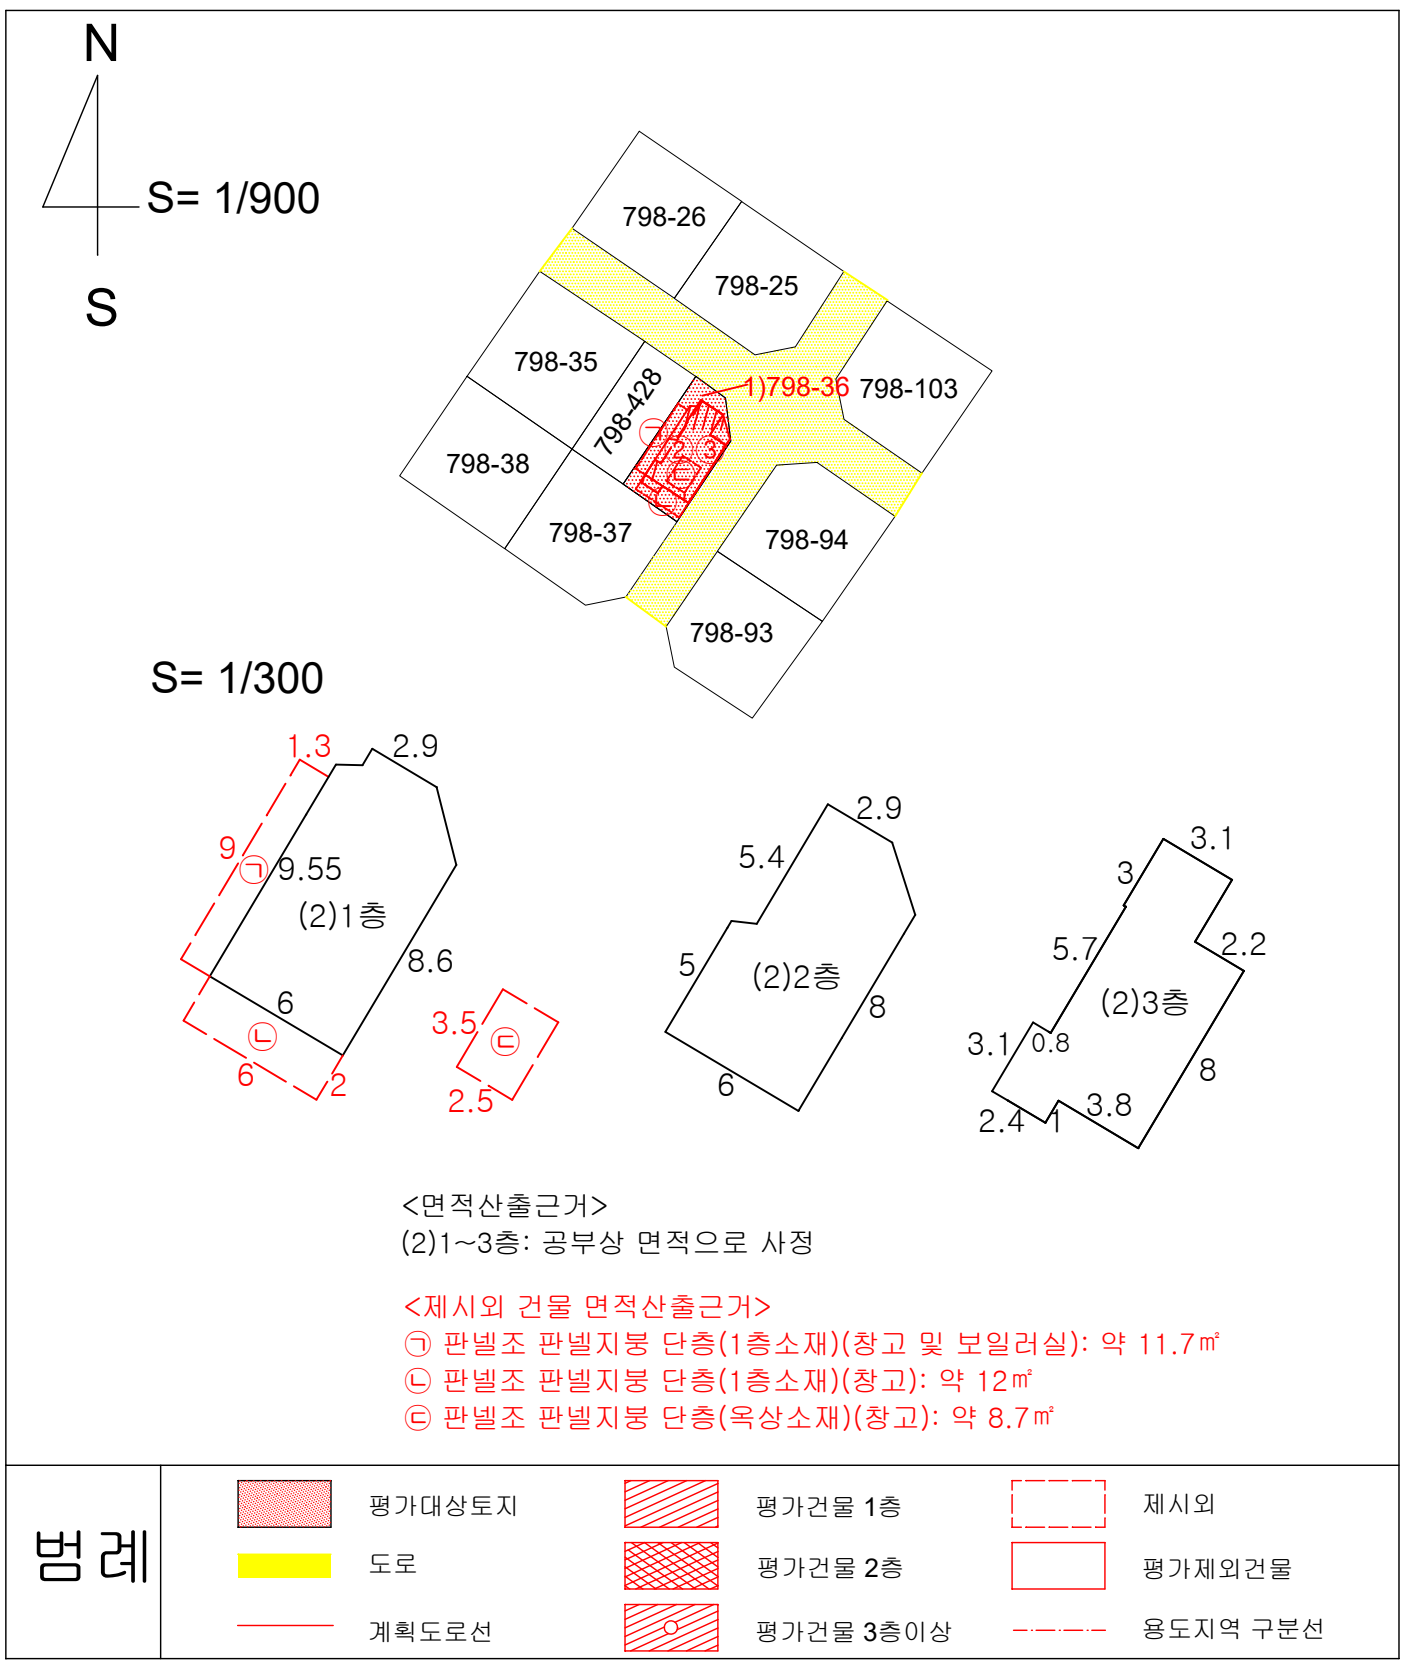 N
S= 1/900
S
798-26
798-25
798-35
798-428
1)798-36
798-103
798-38
798-37
798-94
798-93
㉠
㉡
2
3
S= 1/300
1.3
2.9
9
㉠
9.55
(2)1층
8.6
6
㉡
6
2
3.5
㉢
2.5
2.9
5.4
5
(2)2층
8
6
3.1
3
5.7
2.2
(2)3층
3.1
0.8
8
2.4
1
3.8
<면적산출근거>
(2)1~3층: 공부상 면적으로 사정
<제시외 건물 면적산출근거>
㉠ 판넬조 판넬지붕 단층(1층소재)(창고 및 보일러실): 약 11.7㎡
㉡ 판넬조 판넬지붕 단층(1층소재)(창고): 약 12㎡
㉢ 판넬조 판넬지붕 단층(옥상소재)(창고): 약 8.7㎡
범례
평가대상토지
평가건물 1층
제시외
도로
평가건물 2층
평가제외건물
계획도로선
평가건물 3층이상
용도지역 구분선